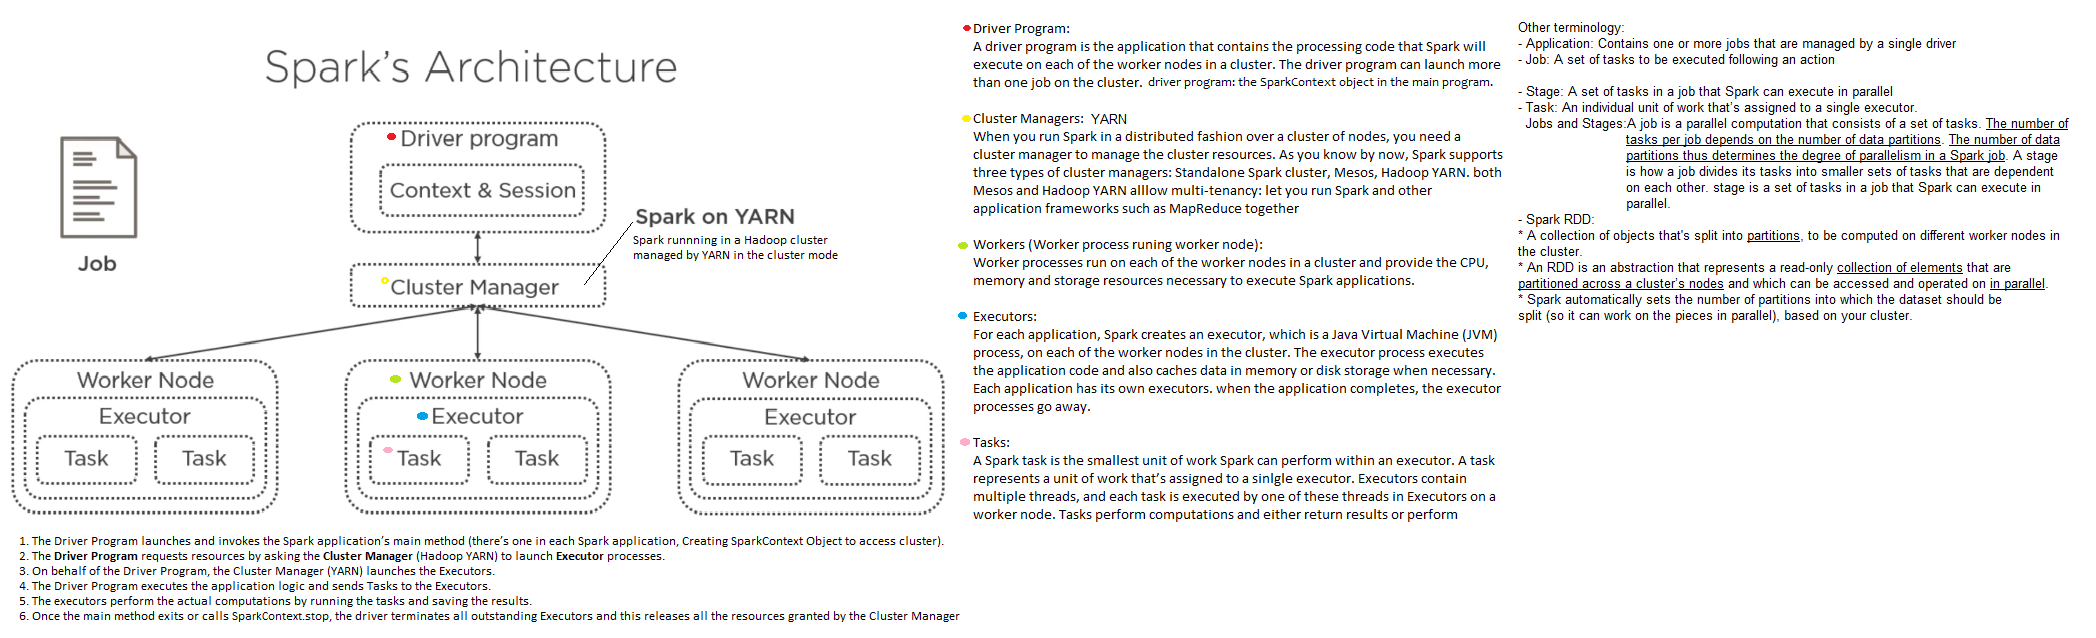 Spark's Architecture
Job
Driver program
Context & Session
Spark on YARN
Spark runnning in a Hadoop cluster
managed by YARN in the cluster mode
Cluster Manager
Worker Node
Executor
Task
Task
Worker Node
Executor
Task
Task
Worker Node
Executor
Task
Task
1. The Driver Program launches and invokes the Spark application's main method (there's one in each Spark application, Creating SparkContext Object to access cluster).
2. The Driver Program requests resources by asking the Cluster Manager (Hadoop YARN) to launch Executor processes.
3. On behalf of the Driver Program, the Cluster Manager (YARN) launches the Executors.
4. The Driver Program executes the application logic and sends Tasks to the Executors.
5. The executors perform the actual computations by running the tasks and saving the results.
6. Once the main method exits or calls SparkContext.stop, the driver terminates all outstanding Executors and this releases all the resources granted by the Cluster Manager
Driver Program:
A driver program is the application that contains the processing code that Spark will
execute on each of the worker nodes in a cluster. The driver program can launch more
than one job on the cluster. driver program: the SparkContext object in the main program.
Cluster Managers: YARN
When you run Spark in a distributed fashion over a cluster of nodes, you need a
cluster manager to manage the cluster resources. As you know by now, Spark supports
three types of cluster managers: Standalone Spark cluster, Mesos, Hadoop YARN. both
Mesos and Hadoop YARN alllow multi-tenancy: let you run Spark and other
application frameworks such as MapReduce together
Workers (Worker process runing worker node):
Worker processes run on each of the worker nodes in a cluster and provide the CPU,
memory and storage resources necessary to execute Spark applications.
Executors:
For each application, Spark creates an executor, which is a Java Virtual Machine (JVM)
process, on each of the worker nodes in the cluster. The executor process executes
the application code and also caches data in memory or disk storage when necessary.
Each application has its own executors. when the application completes, the executor
processes go away.
Tasks:
A Spark task is the smallest unit of work Spark can perform within an executor. A task
represents a unit of work that's assigned to a sinlgle executor. Executors contain
multiple threads, and each task is executed by one of these threads in Executors on a
worker node. Tasks perform computations and either return results or perform
Other terminology:
- Application: Contains one or more jobs that are managed by a single driver
- Job: A set of tasks to be executed following an action
- Stage: A set of tasks in a job that Spark can execute in parallel
- Task: An individual unit of work that's assigned to a single executor.
Jobs and Stages:A job is a parallel computation that consists of a set of tasks. The number of
tasks per job depends on the number of data partitions. The number of data
partitions thus determines the degree of parallelism in a Spark job. A stage
is how a job divides its tasks into smaller sets of tasks that are dependent
on each other. stage is a set of tasks in a job that Spark can execute in
parallel.
- Spark RDD:
* A collection of objects that's split into partitions, to be computed on different worker nodes in
the cluster.
* An RDD is an abstraction that represents a read-only collection of elements that are
partitioned across a cluster's nodes and which can be accessed and operated on in parallel.
* Spark automatically sets the number of partitions into which the dataset should be
split (so it can work on the pieces in parallel), based on your cluster.